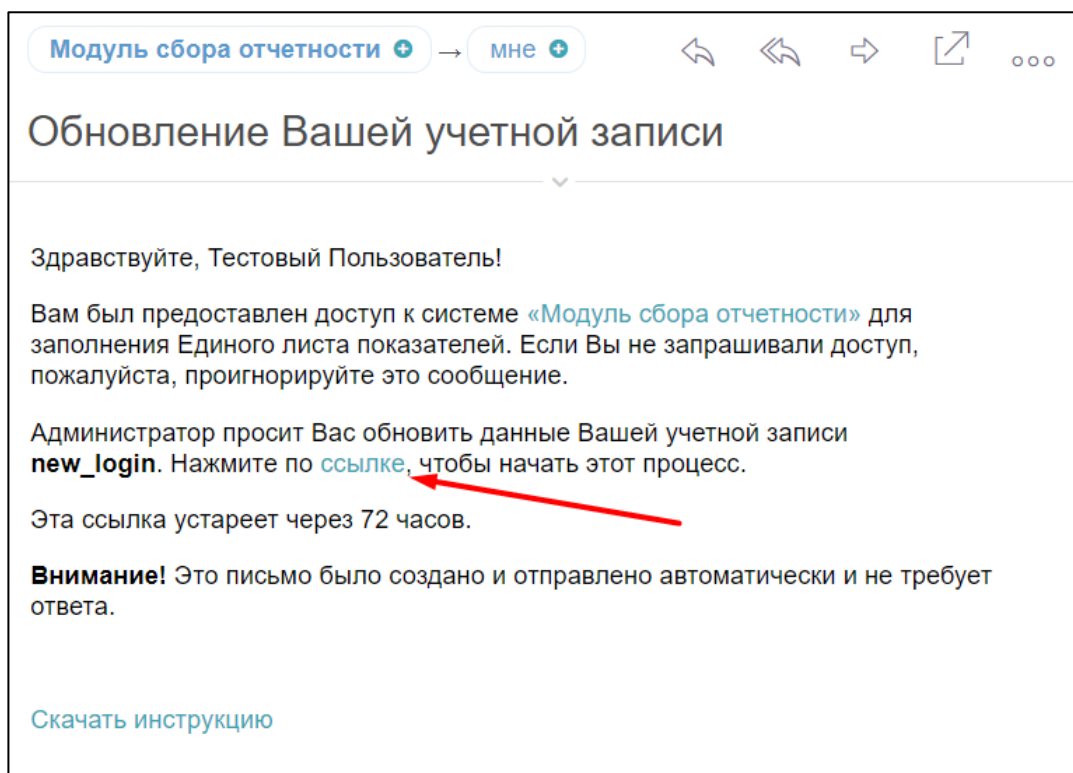 Модуль сбора отчетности → мне
Обновление Вашей учетной записи
Здравствуйте, Тестовый Пользователь!
Вам был предоставлен доступ к системе «Модуль сбора отчетности» для
заполнения Единого листа показателей. Если Вы не запрашивали доступ,
пожалуйста, проигнорируйте это сообщение.
Администратор просит Вас обновить данные Вашей учетной записи
new_login. Нажмите по ссылке, чтобы начать этот процесс.
Эта ссылка устареет через 72 часов.
Внимание! Это письмо было создано и отправлено автоматически и не требует
ответа.
Скачать инструкцию